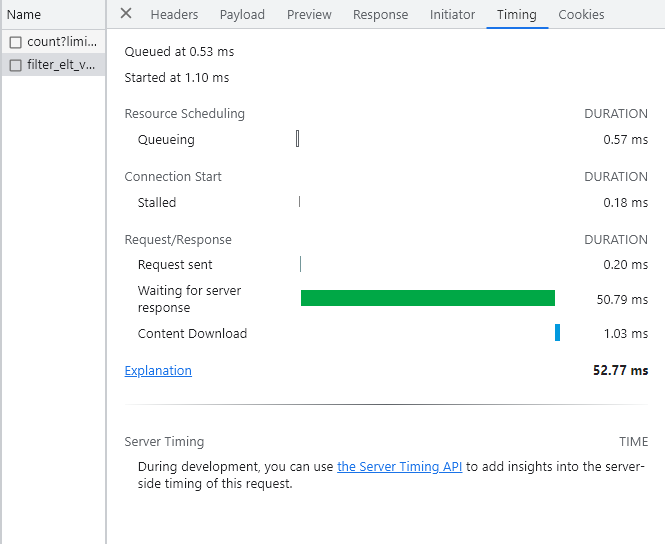 Name
Headers Payload Preview Response Initiator Timing Cookies
count?limi...
filter_elt_v...
Queued at 0.53 ms
Started at 1.10 ms
Resource Scheduling DURATION
Queueing 0.57 ms
Connection Start DURATION
Stalled 0.18 ms
Request/Response DURATION
Request sent 0.20 ms
Waiting for server
response 50.79 ms
Content Download 1.03 ms
Explanation 52.77 ms
Server Timing TIME
During development, you can use the Server Timing API to add insights into the server-
side timing of this request.